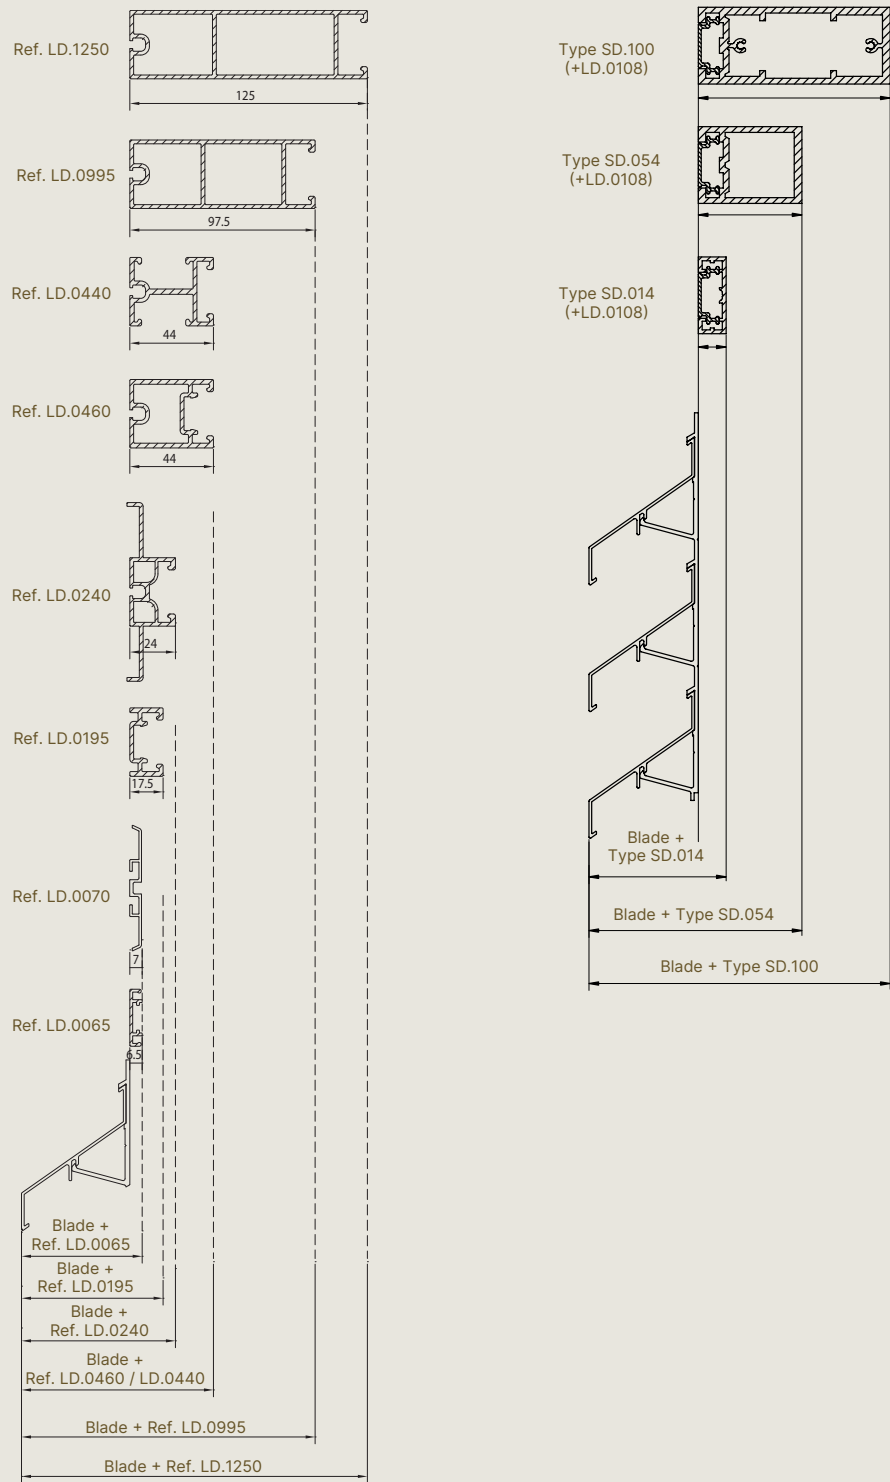 Ref. LD.1250
125
Ref. LD.0995
97.5
Ref. LD.0440
44
Ref. LD.0460
44
Ref. LD.0240
24
Ref. LD.0195
17.5
Ref. LD.0070
7
Ref. LD.0065
6.5
Blade +
Ref. LD.0065
Blade +
Ref. LD.0195
Blade +
Ref. LD.0240
Blade +
Ref. LD.0460 / LD.0440
Blade + Ref. LD.0995
Blade + Ref. LD.1250
Type SD.100
(+LD.0108)
Type SD.054
(+LD.0108)
Type SD.014
(+LD.0108)
Blade +
Type SD.014
Blade + Type SD.054
Blade + Type SD.100